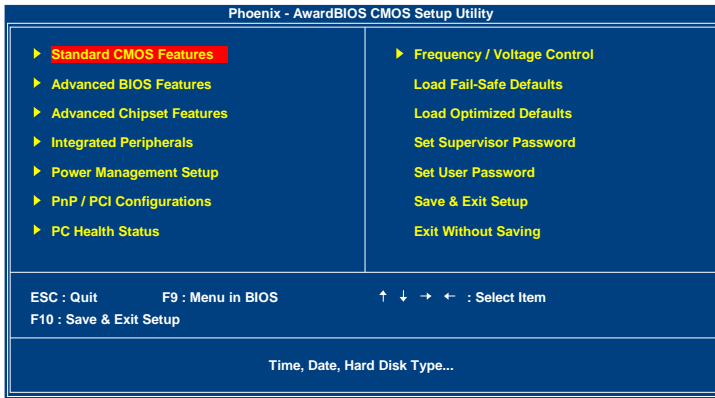 Phoenix - AwardBIOS CMOS Setup Utility
Standard CMOS Features
Advanced BIOS Features
Advanced Chipset Features
Integrated Peripherals
Power Management Setup
PnP / PCI Configurations
PC Health Status
Frequency / Voltage Control
Load Fail-Safe Defaults
Load Optimized Defaults
Set Supervisor Password
Set User Password
Save & Exit Setup
Exit Without Saving
ESC : Quit F9 : Menu in BIOS ↑ ↓ → ← : Select Item
F10 : Save & Exit Setup
Time, Date, Hard Disk Type...